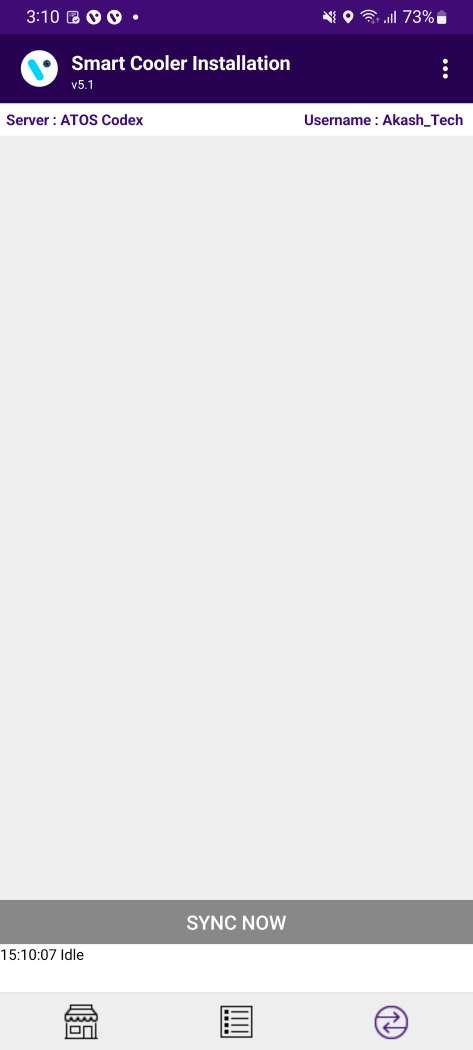 3:10 73%
Smart Cooler Installation
v5.1
Server : ATOS Codex Username : Akash_Tech
SYNC NOW
15:10:07 Idle